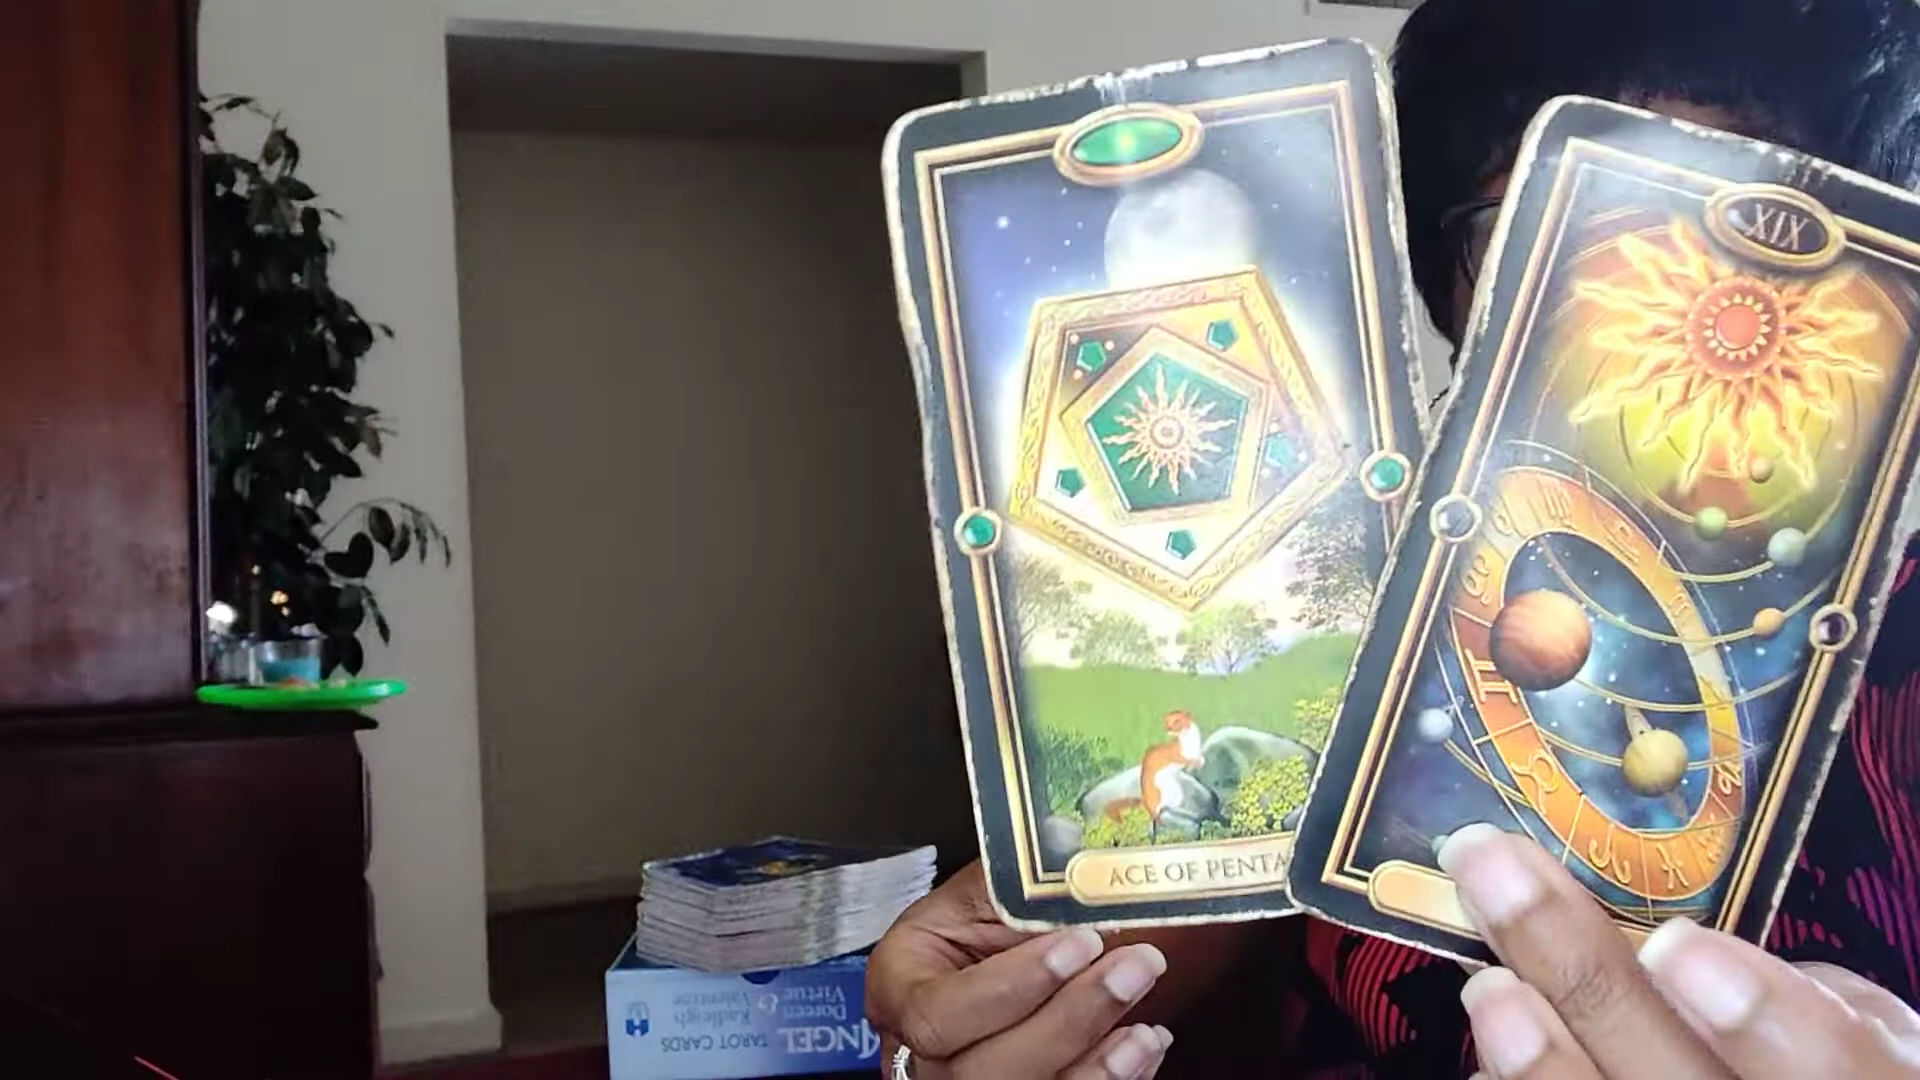 XIX
ACE OF PENTA
ANGEL TAROT CARDS
Doreen Virtue & Radleigh Valentine